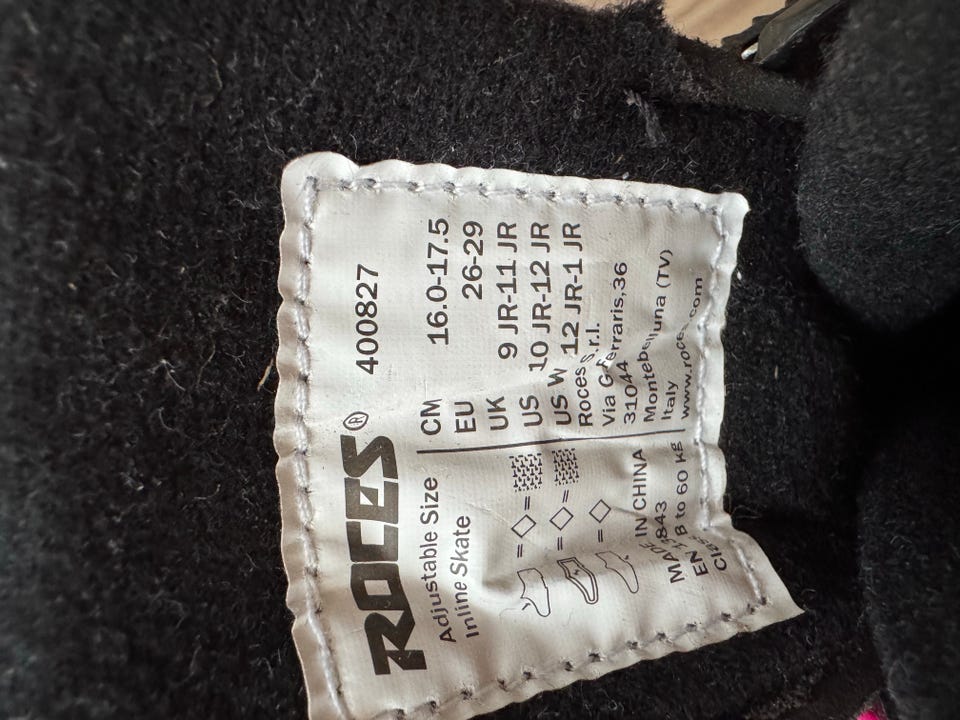 ROCES® 400827
Adjustable Size
Inline Skate
CM 16.0-17.5
EU 26-29
UK 9 JR-11 JR
US 10 JR-12 JR
US W 12 JR-1 JR
Roces S.r.l.
Via G.Ferraris,36
31044
Montebelluna (TV)
Italy
www.roces.com
MADE IN CHINA
EN 13843
Class B to 60 kg